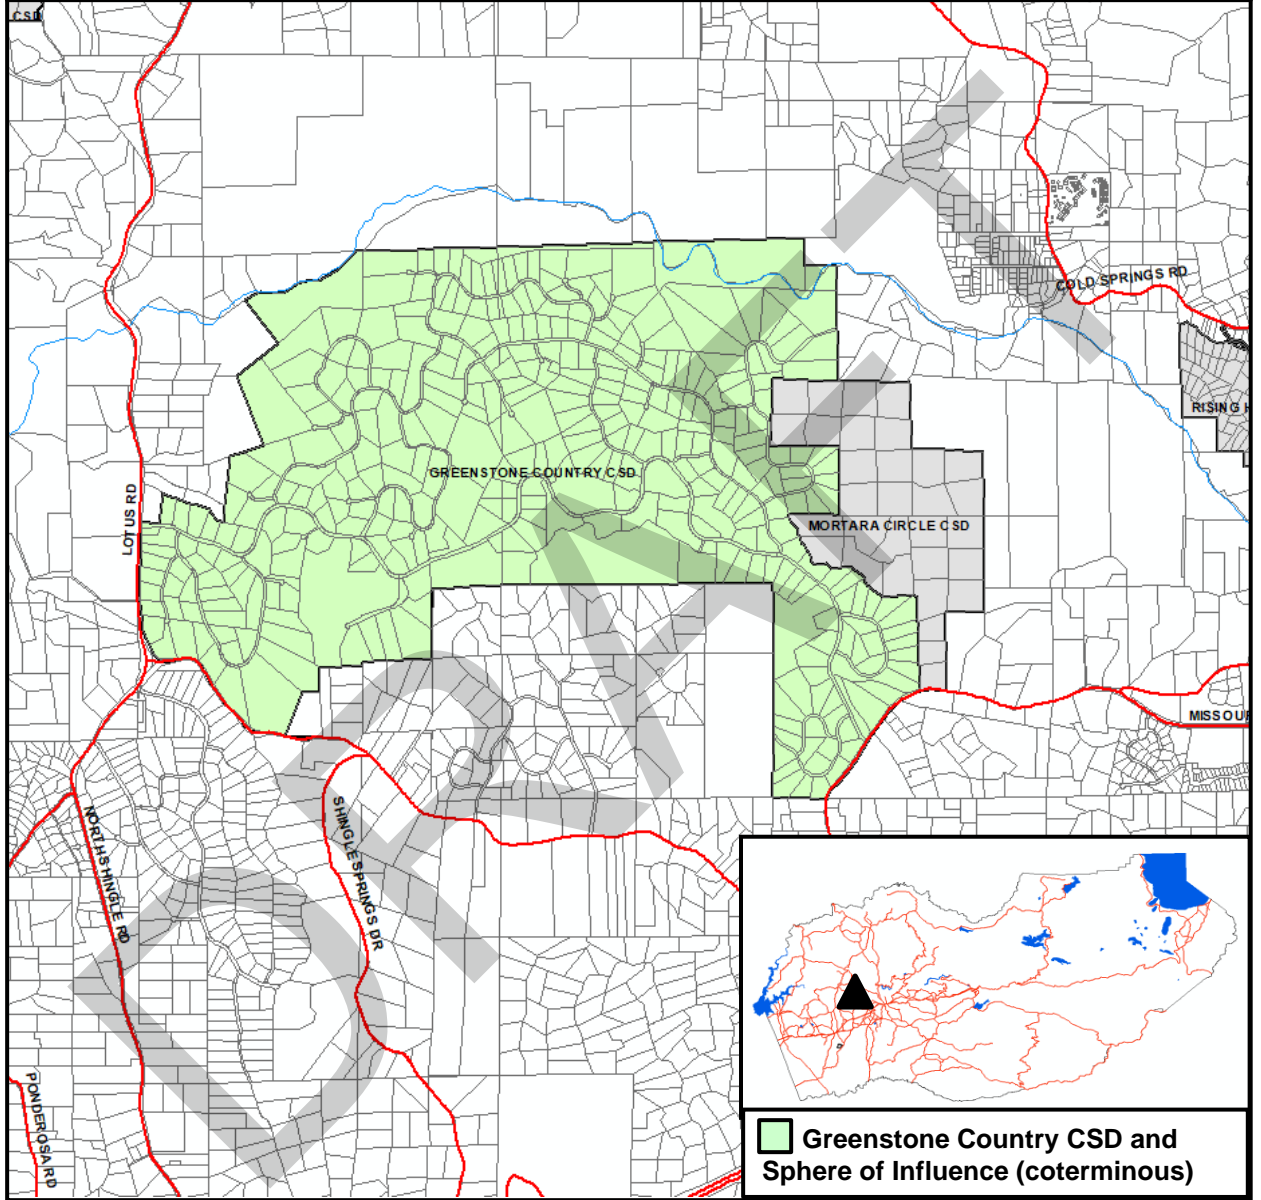 CSD
COLD SPRINGS RD
RISING H
GREENSTONE COUNTRY CSD
LOTUS RD
MORTARA CIRCLE CSD
MISSOUR
NORTH SHINGLE RD
SHINGLE SPRINGS DR
PONDEROSA RD
DRAFT
Greenstone Country CSD and
Sphere of Influence (coterminous)